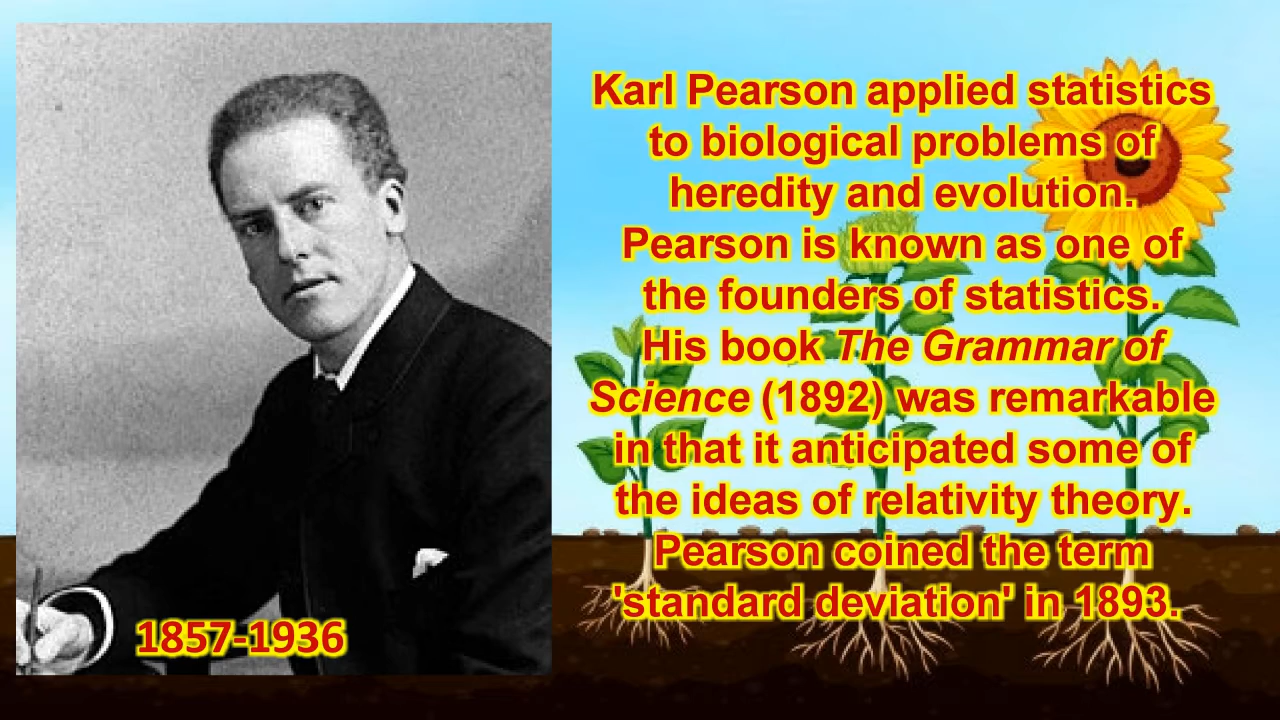 Karl Pearson applied statistics
to biological problems of
heredity and evolution.
Pearson is known as one of
the founders of statistics.
His book The Grammar of
Science (1892) was remarkable
in that it anticipated some of
the ideas of relativity theory.
Pearson coined the term
'standard deviation' in 1893.
1857-1936